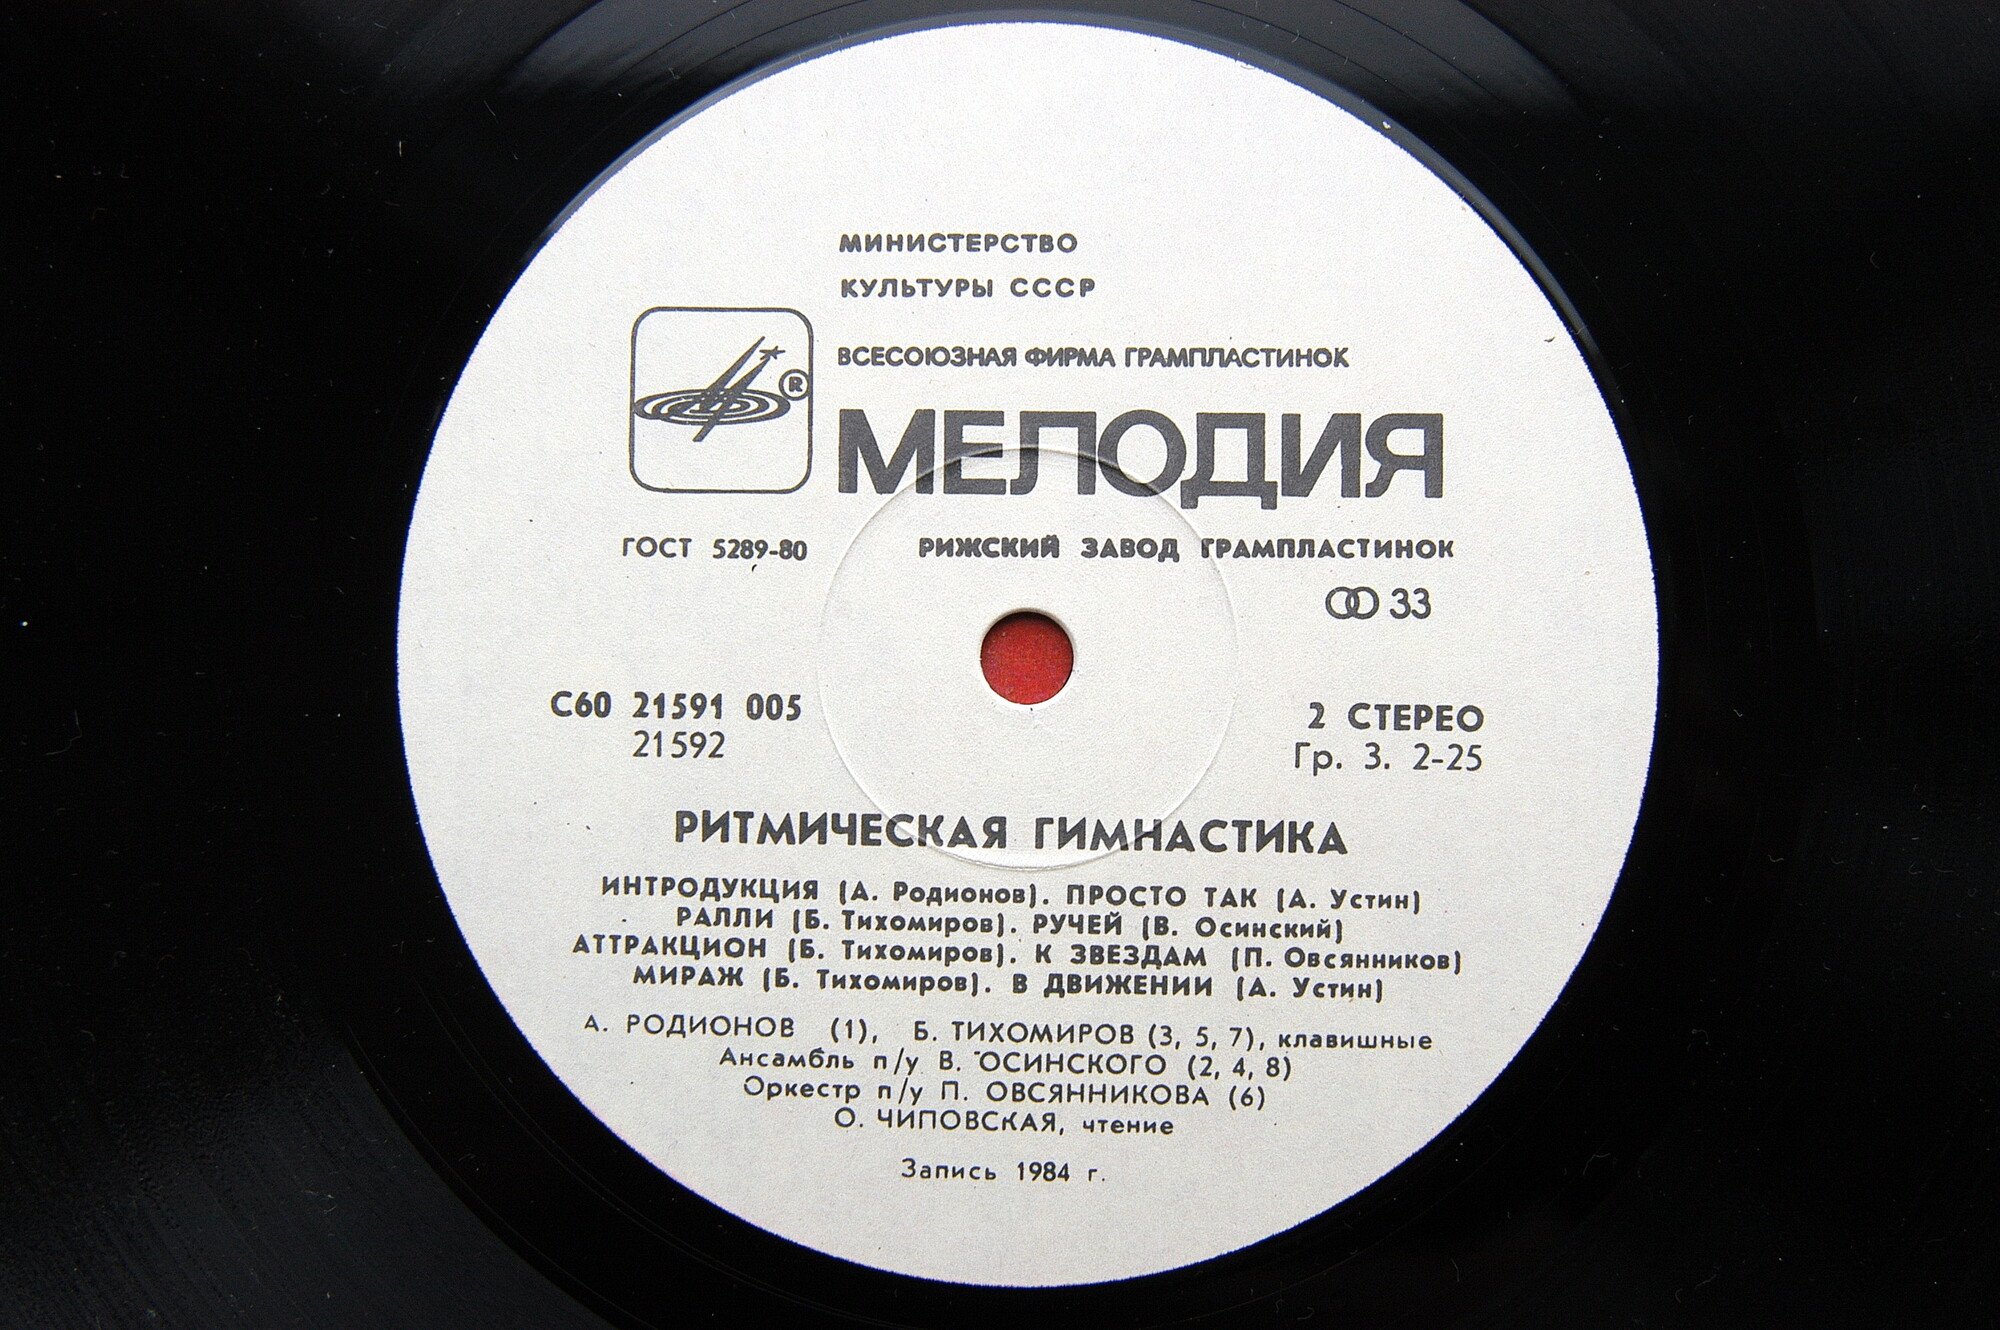 МИНИСТЕРСТВО
КУЛЬТУРЫ СССР
ВСЕСОЮЗНАЯ ФИРМА ГРАМПЛАСТИНОК
®
МЕЛОДИЯ
ГОСТ 5289-80 РИЖСКИЙ ЗАВОД ГРАМПЛАСТИНОК
33
С60 21591 005 2 СТЕРЕО
21592 Гр. 3. 2-25
РИТМИЧЕСКАЯ ГИМНАСТИКА
ИНТРОДУКЦИЯ (А. Родионов). ПРОСТО ТАК (А. Устин)
РАЛЛИ (Б. Тихомиров). РУЧЕЙ (В. Осинский)
АТТРАКЦИОН (Б. Тихомиров). К ЗВЕЗДАМ (П. Овсянников)
МИРАЖ (Б. Тихомиров). В ДВИЖЕНИИ (А. Устин)
А. РОДИОНОВ (1), Б. ТИХОМИРОВ (3, 5, 7), клавишные
Ансамбль п/у В. ОСИНСКОГО (2, 4, 8)
Оркестр п/у П. ОВСЯННИКОВА (6)
О. ЧИПОВСКАЯ, чтение
Запись 1984 г.